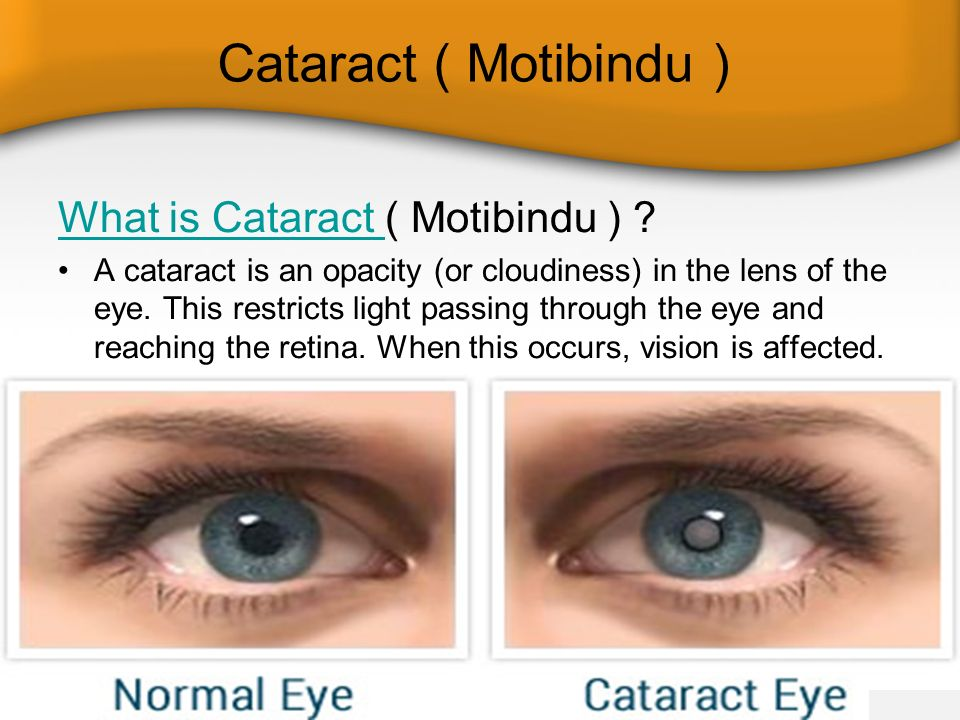 Cataract ( Motibindu )
What is Cataract ( Motibindu ) ?
• A cataract is an opacity (or cloudiness) in the lens of the
eye. This restricts light passing through the eye and
reaching the retina. When this occurs, vision is affected.
Normal Eye
Cataract Eye